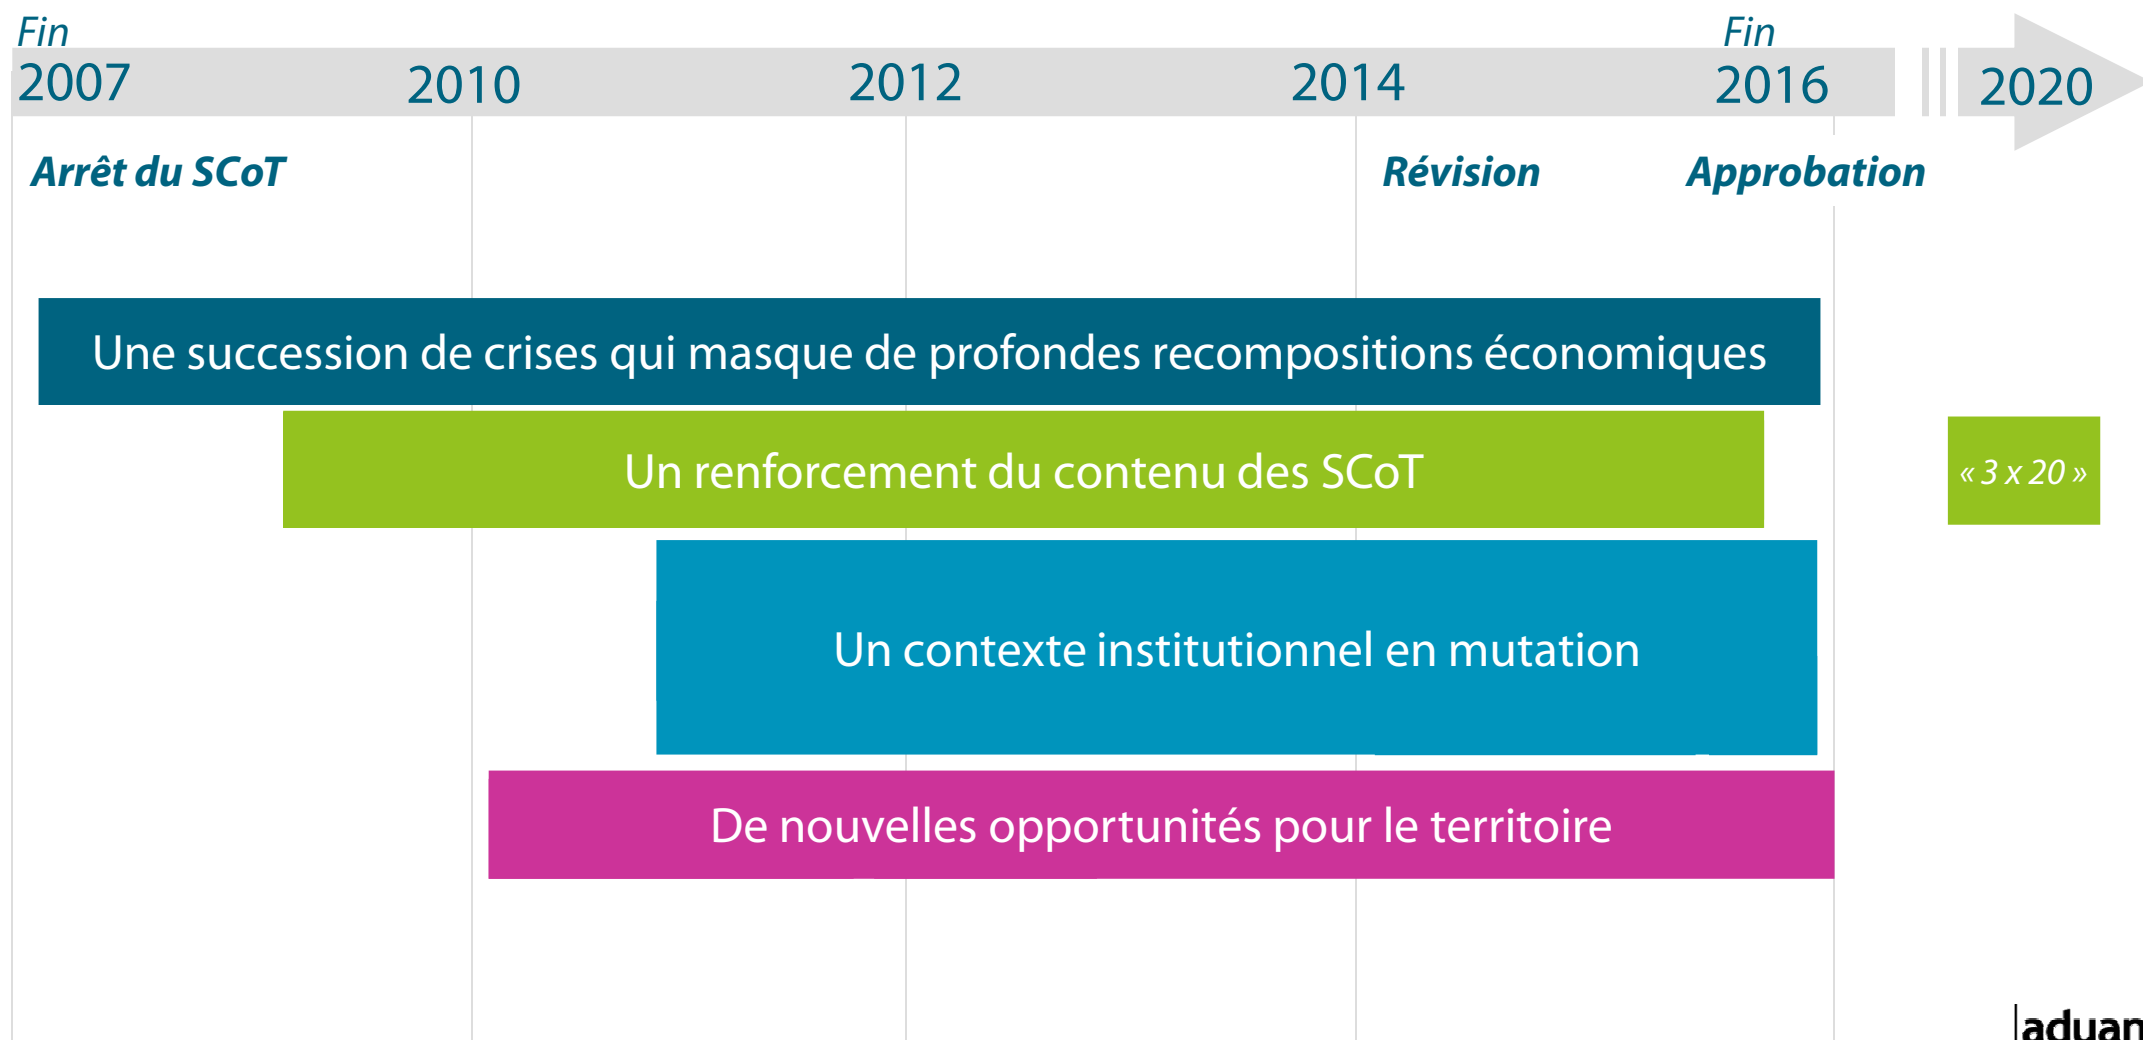 Fin
Fin
2007
2010
2012
2014
2016
2020
Arrêt du SCoT
Révision
Approbation
Une succession de crises qui masque de profondes recompositions économiques
Un renforcement du contenu des SCoT
« 3 x 20 »
Un contexte institutionnel en mutation
De nouvelles opportunités pour le territoire
aduan